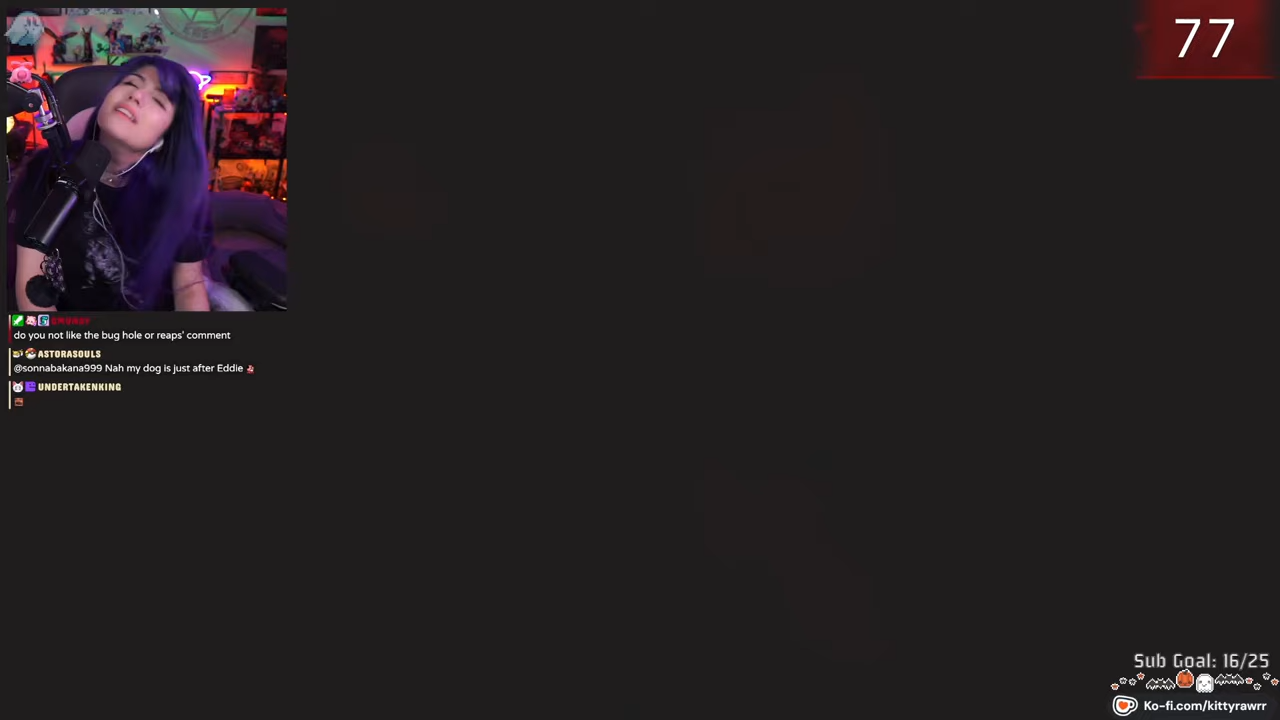 77
do you not like the bug hole or reaps' comment
ASTORASOULS
@sonnabakana999 Nah my dog is just after Eddie
UNDERTAKENKING
Sub Goal: 16/25
Ko-fi.com/kittyrawrr